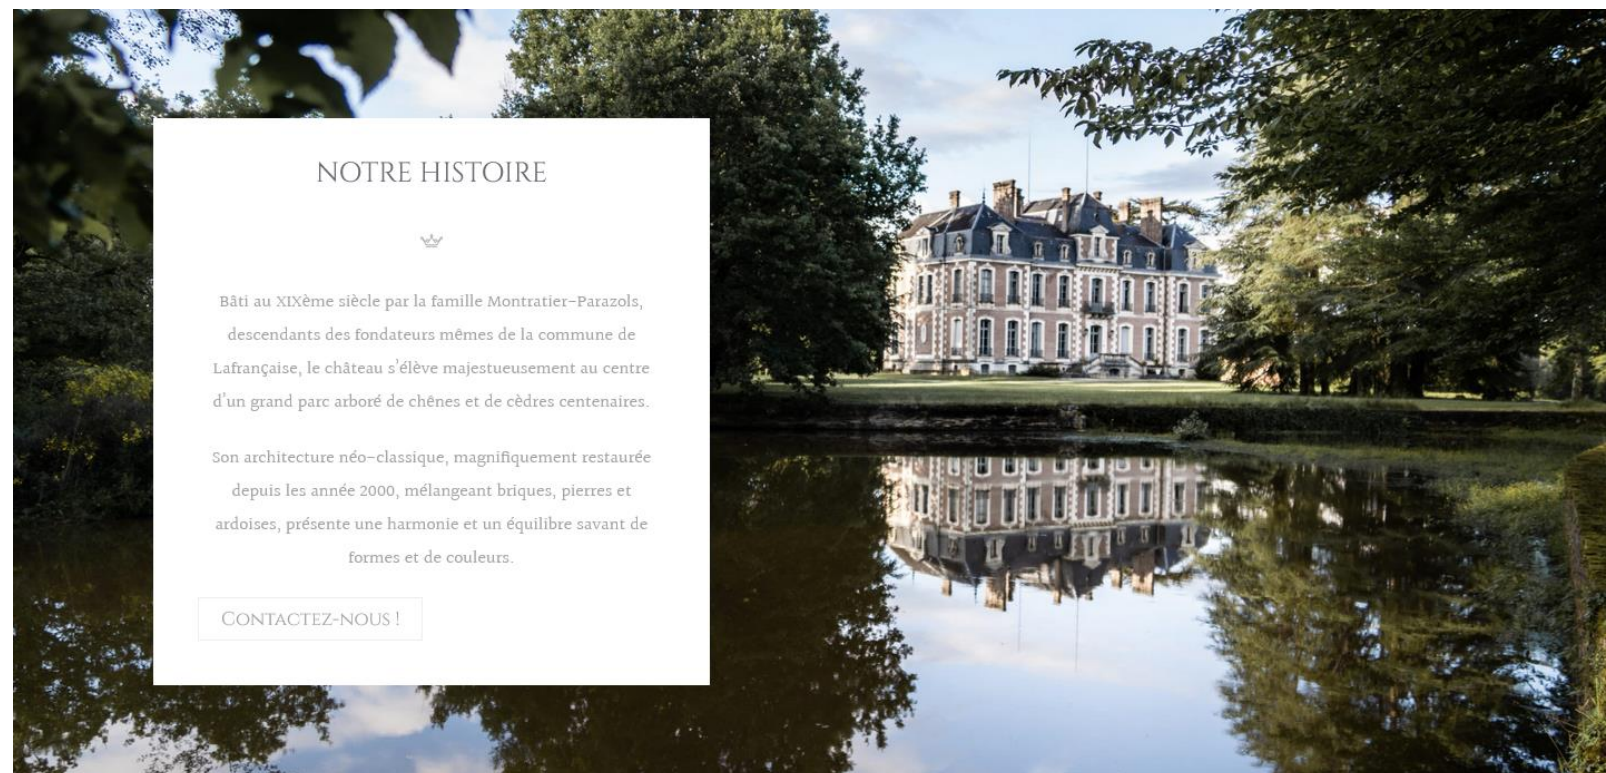 NOTRE HISTOIRE
Bâti au XIXème siècle par la famille Montratier-Parazols,
descendants des fondateurs mêmes de la commune de
Lafrançaise, le château s'élève majestueusement au centre
d'un grand parc arboré de chênes et de cèdres centenaires.
Son architecture néo-classique, magnifiquement restaurée
depuis les année 2000, mélangeant briques, pierres et
ardoises, présente une harmonie et un équilibre savant de
formes et de couleurs.
Contactez-nous !